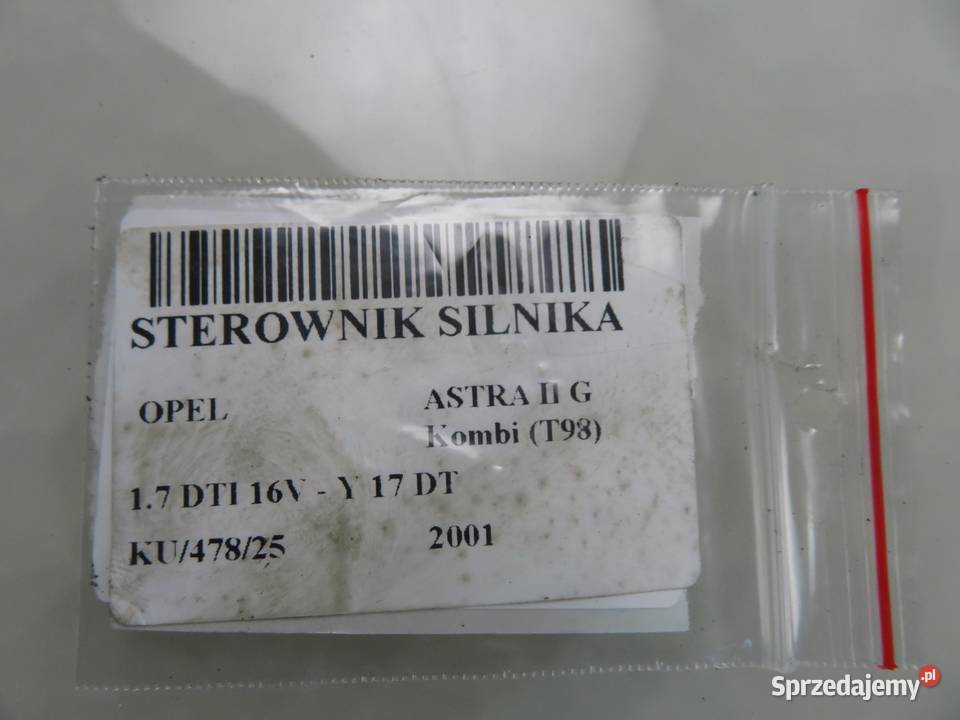 STEROWNIK SILNIKA
OPEL ASTRA II G
Kombi (T98)
1.7 DTI 16V - Y 17 DT
KU/478/25 2001
Sprzedajemy.pl